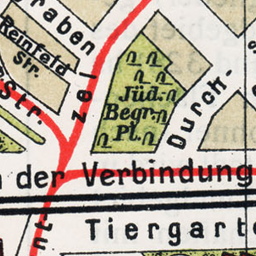 graben
Reinfeld
Str.
Str.
zel
Jüd.
Begr.
Pl.
Durch-
n der Verbindung
Tiergarte